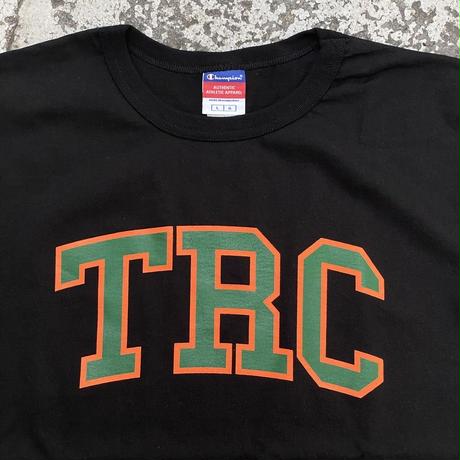 Champion
AUTHENTIC
ATHLETIC APPAREL
L G
TRC